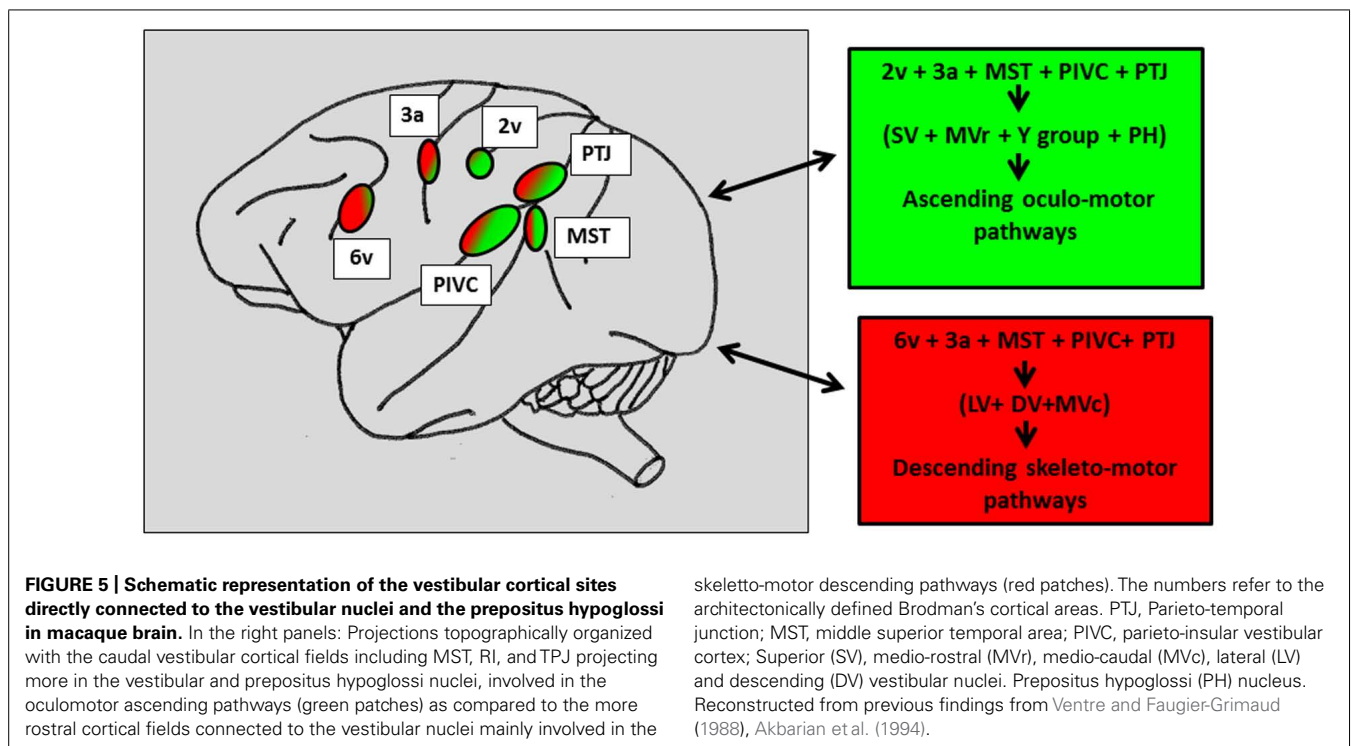 3a
2v
PTJ
6v
MST
PIVC
2v + 3a + MST + PIVC + PTJ
(SV + MVr + Y group + PH)
Ascending oculo-motor
pathways
6v + 3a + MST + PIVC+ PTJ
(LV+ DV+MVc)
Descending skeleto-motor
pathways
FIGURE 5 | Schematic representation of the vestibular cortical sites
directly connected to the vestibular nuclei and the prepositus hypoglossi
in macaque brain. In the right panels: Projections topographically organized
with the caudal vestibular cortical fields including MST, RI, and TPJ projecting
more in the vestibular and prepositus hypoglossi nuclei, involved in the
oculomotor ascending pathways (green patches) as compared to the more
rostral cortical fields connected to the vestibular nuclei mainly involved in the
skeletto-motor descending pathways (red patches). The numbers refer to the
architectonically defined Brodman's cortical areas. PTJ, Parieto-temporal
junction; MST, middle superior temporal area; PIVC, parieto-insular vestibular
cortex; Superior (SV), medio-rostral (MVr), medio-caudal (MVc), lateral (LV)
and descending (DV) vestibular nuclei. Prepositus hypoglossi (PH) nucleus.
Reconstructed from previous findings from Ventre and Faugier-Grimaud
(1988), Akbarian et al. (1994).